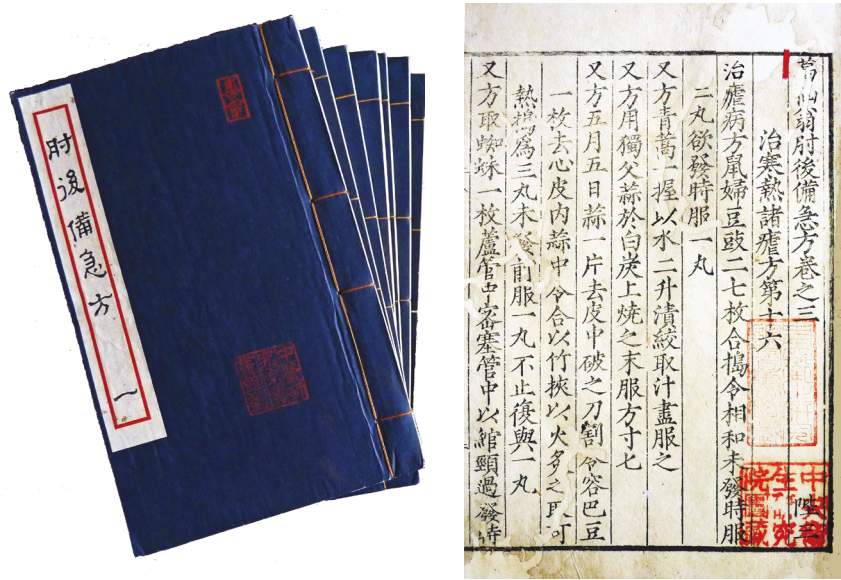 肘後備急方
一
葛仙翁肘後備急方卷之三
治寒熱諸瘧方第十六
治瘧病方鼠婦豆豉二七枚合搗令相和未發時服
二丸欲發時服一丸
又方青蒿一握以水二升漬絞取汁盡服之
又方用獨父蒜於白炭上燒之末服方寸匕
又方五月五日蒜一片去皮中破之刀割令容巴豆
一枚去心皮內蒜中令合以竹挾以火炙之取可
熱搗為三丸未發前服一丸不止復與一丸
又方取蜘蛛一枚蘆管中密塞管中以綰頸過發時